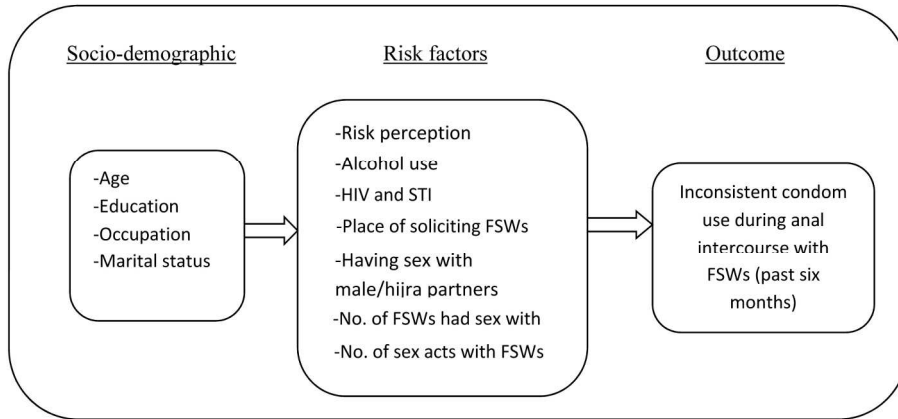 Socio-demographic
Risk factors
Outcome
-Age
-Education
-Occupation
-Marital status
-Risk perception
-Alcohol use
-HIV and STI
-Place of soliciting FSWs
-Having sex with
male/hijra partners
-No. of FSWs had sex with
-No. of sex acts with FSWs
Inconsistent condom
use during anal
intercourse with
FSWs (past six
months)